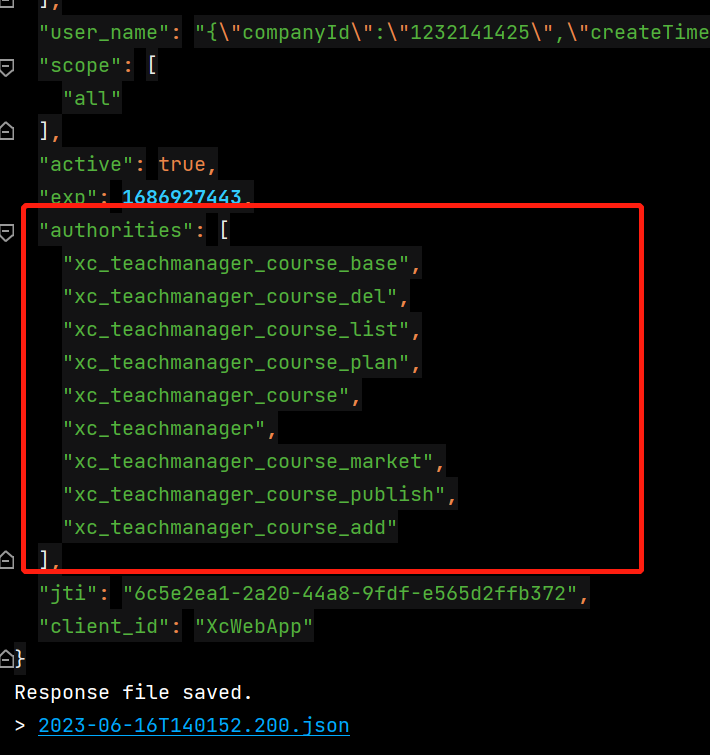 ],
"user_name": "{\"companyId\":\"1232141425\",\"createTime
"scope": [
"all"
],
"active": true,
"exp": 1686927443,
"authorities": [
"xc_teachmanager_course_base",
"xc_teachmanager_course_del",
"xc_teachmanager_course_list",
"xc_teachmanager_course_plan",
"xc_teachmanager_course",
"xc_teachmanager",
"xc_teachmanager_course_market",
"xc_teachmanager_course_publish",
"xc_teachmanager_course_add"
],
"jti": "6c5e2ea1-2a20-44a8-9fdf-e565d2ffb372",
"client_id": "XcWebApp"
}
Response file saved.
> 2023-06-16T140152.200.json